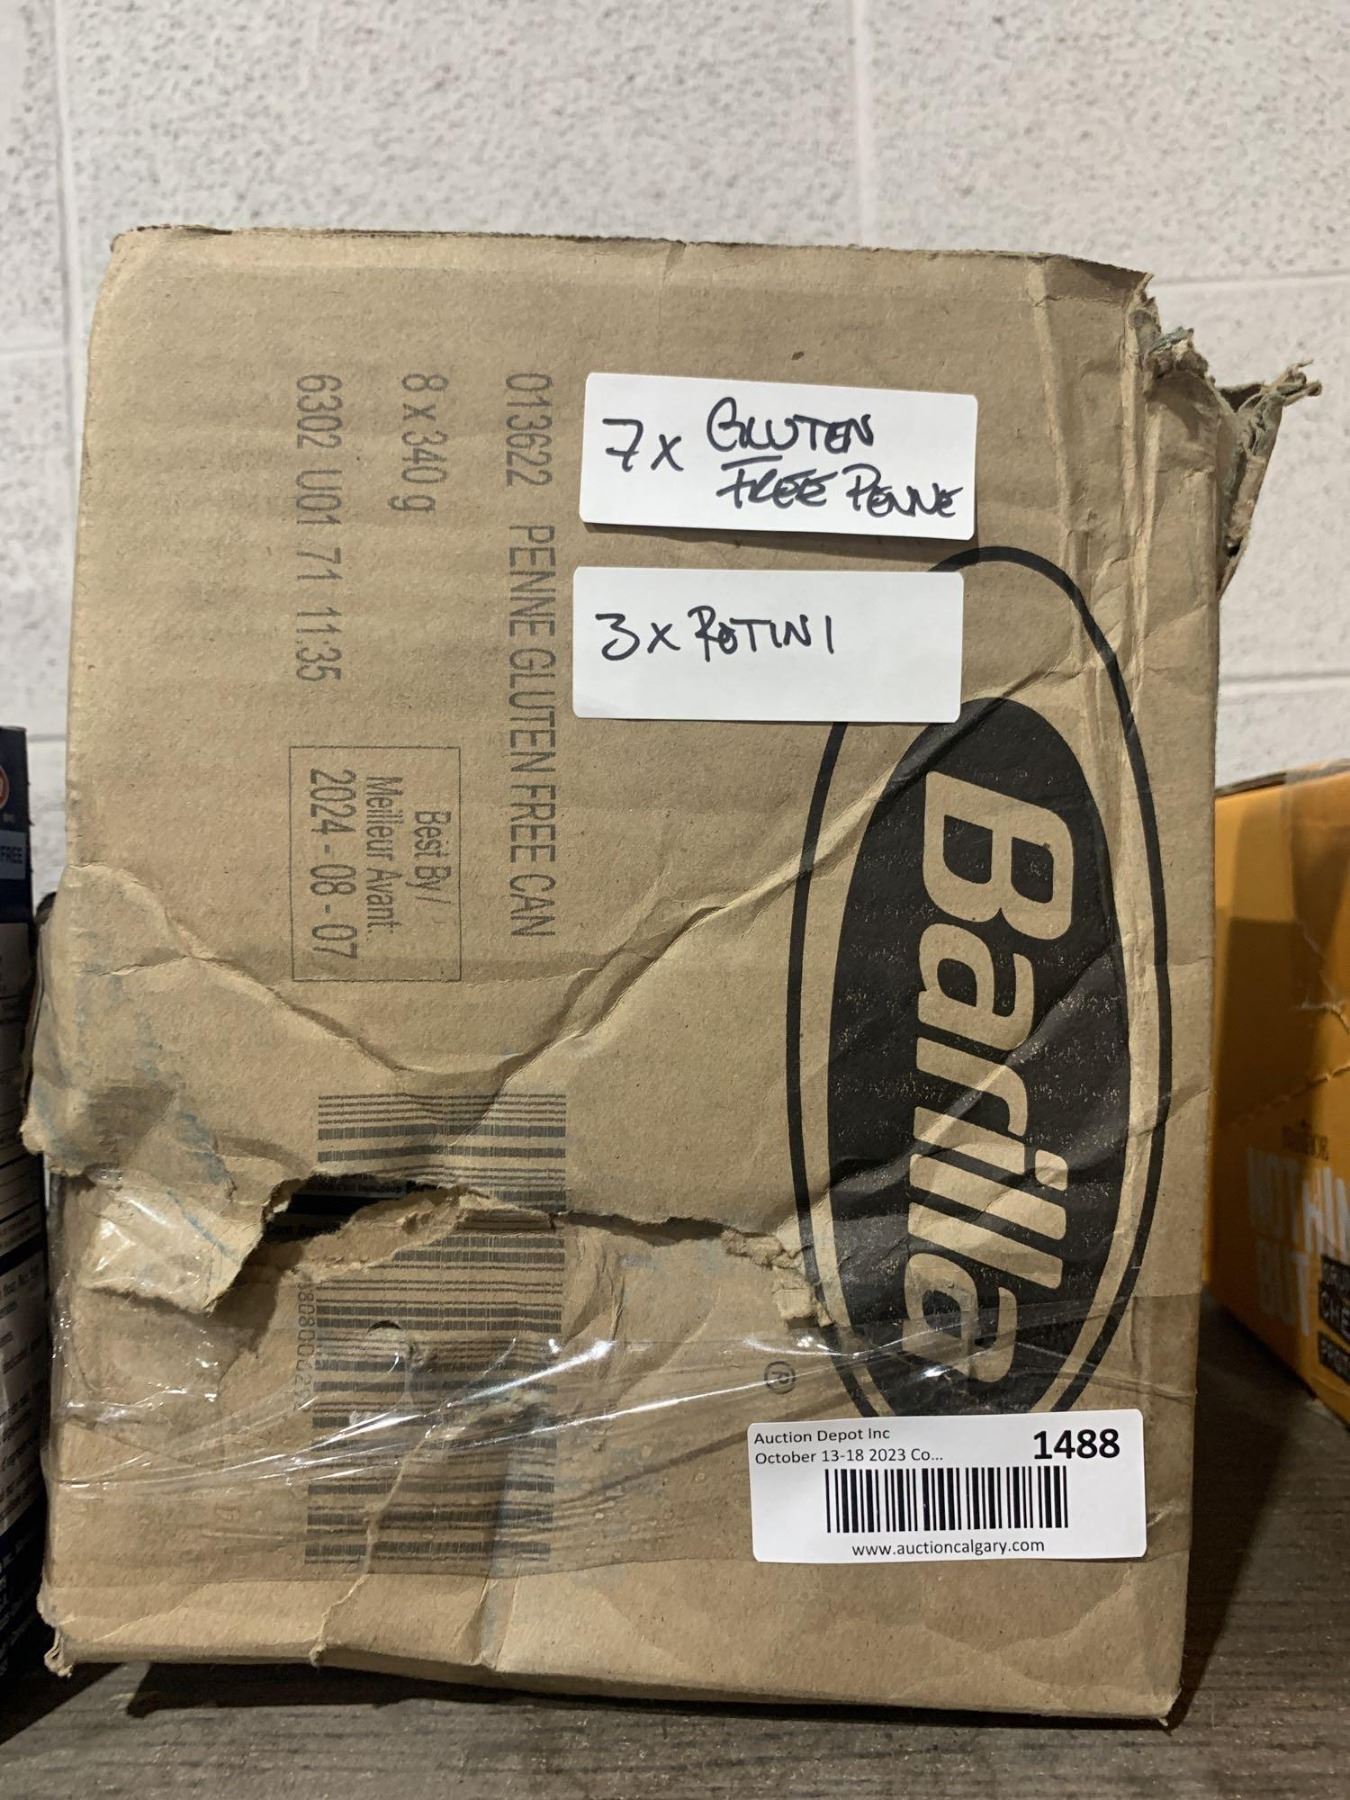 7x GLUTEN
FREE PENNE
3x ROTINI
013622 PENNE GLUTEN FREE CAN
8 x 340 g
6302 U01 71 11:35
Best By /
Meilleur Avant:
2024 - 08 - 07
Barilla
®
Auction Depot Inc
October 13-18 2023 Co...
1488
www.auctioncalgary.com
FREE